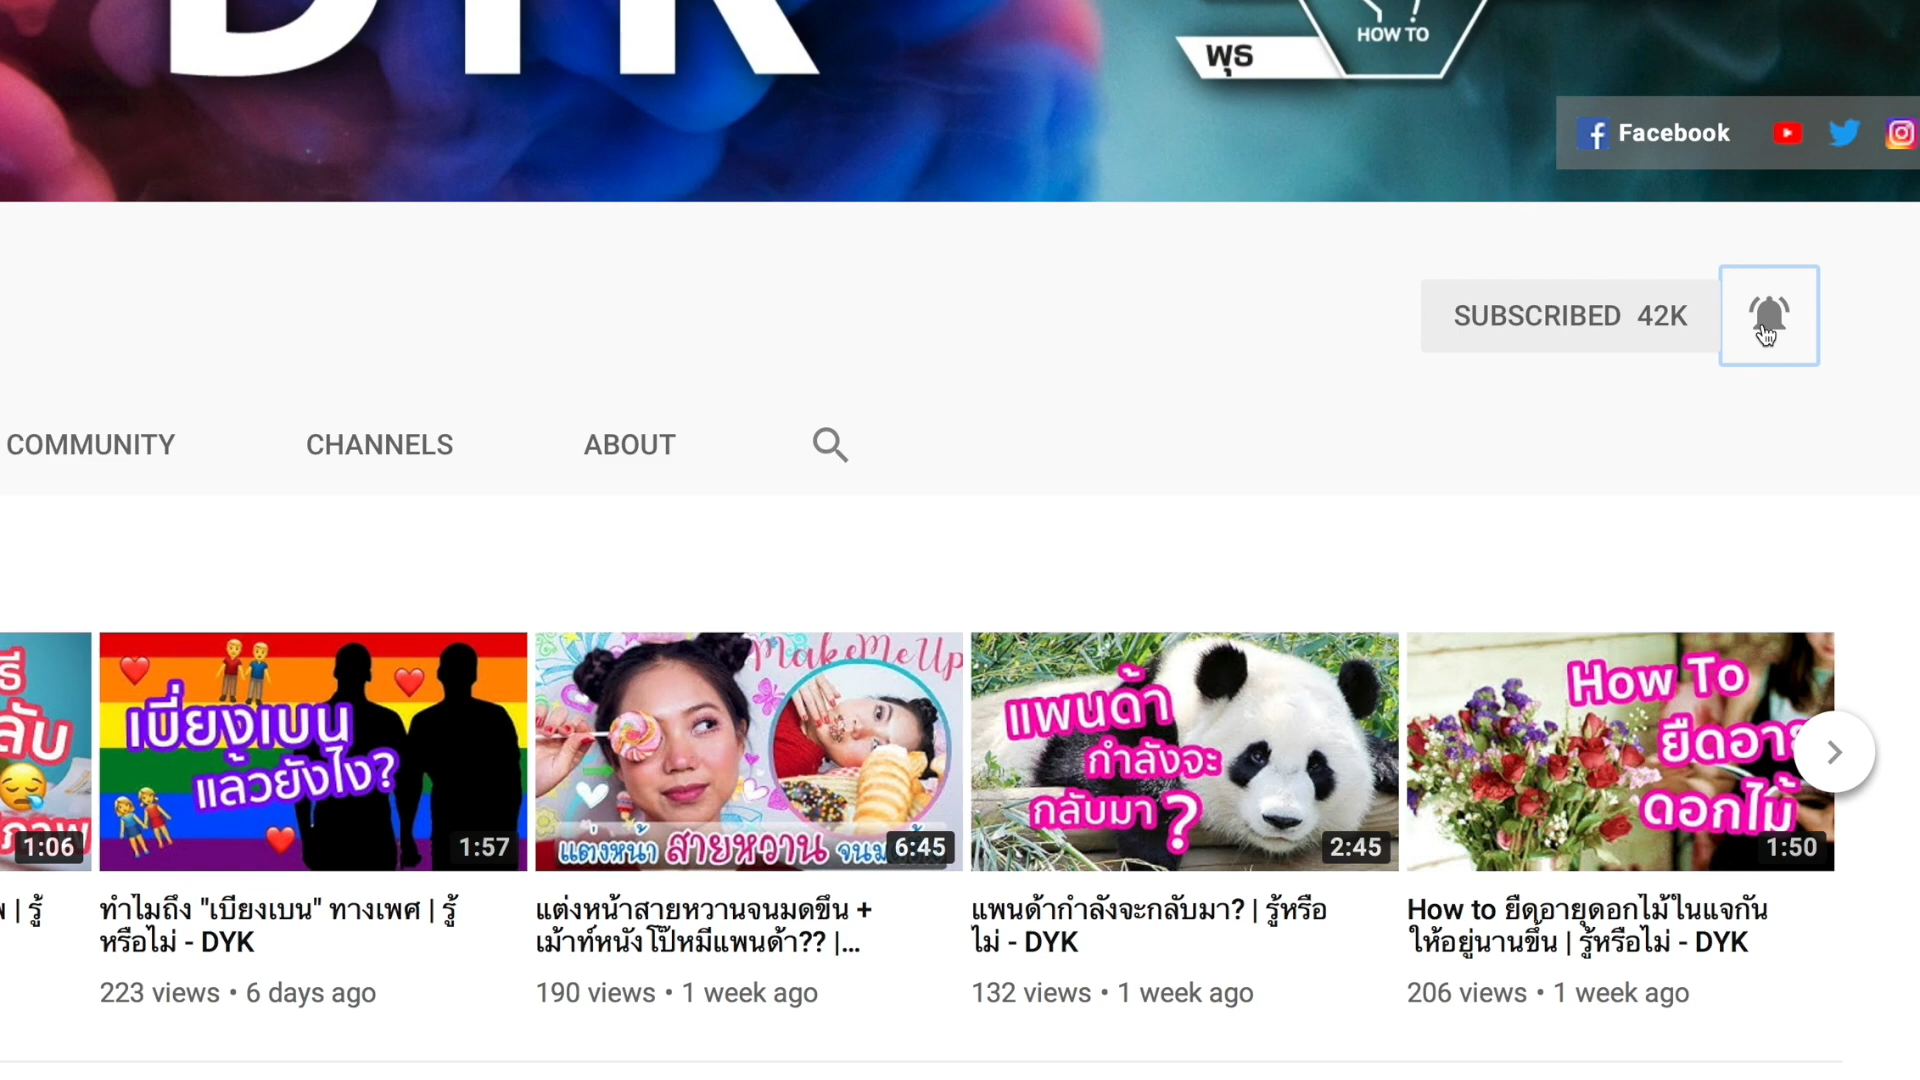 DYK
HOW TO
พุธ
Facebook
SUBSCRIBED 42K
COMMUNITY CHANNELS ABOUT
1:06
เบี่ยงเบน
แล้วยังไง?
1:57
MakeMeUp
แต่งหน้า สายหวาน
6:45
แพนด้า
กำลังจะ
กลับมา?
2:45
How To
ดอกไม้
1:50
| รู้
ทำไมถึง "เบี่ยงเบน" ทางเพศ | รู้
หรือไม่ - DYK
223 views • 6 days ago
แต่งหน้าสายหวานจนมดขึ้น +
เม้าท์หนังโป๊หมีแพนด้า?? |...
190 views • 1 week ago
แพนด้ากำลังจะกลับมา? | รู้หรือ
ไม่ - DYK
132 views • 1 week ago
How to ยืดอายุดอกไม้ในแจกัน
ให้อยู่นานขึ้น | รู้หรือไม่ - DYK
206 views • 1 week ago